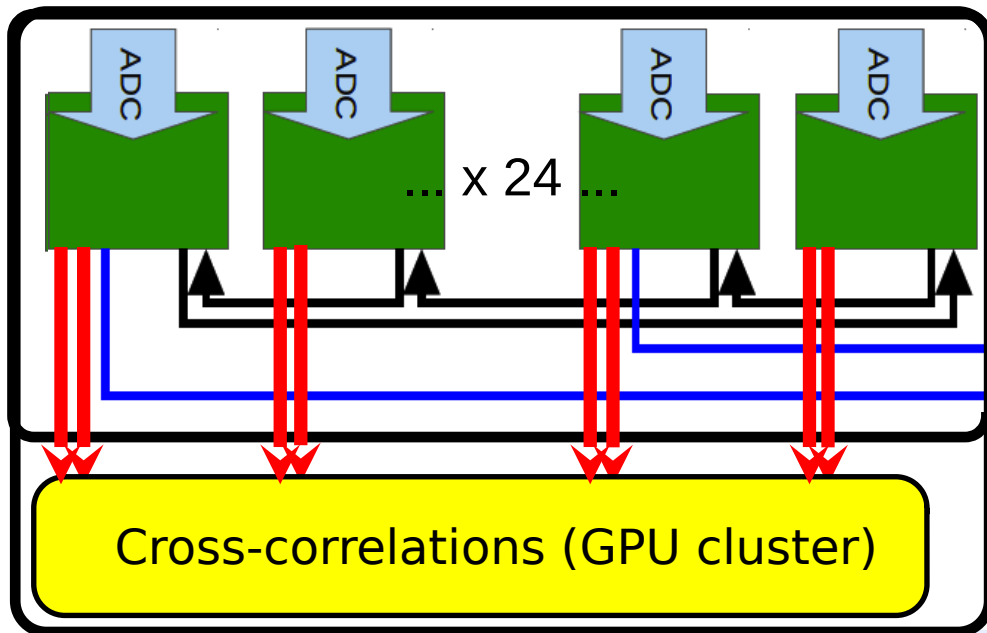 ADC
ADC
ADC
ADC
... x 24 ...
Cross-correlations (GPU cluster)